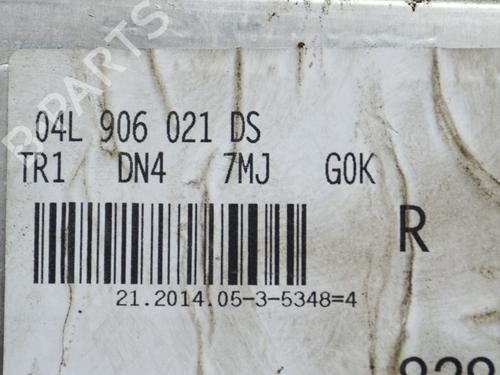 04L 906 021 DS
TR1 DN4 7MJ G0K
R
21.2014.05-3-5348=4
B-PARTS